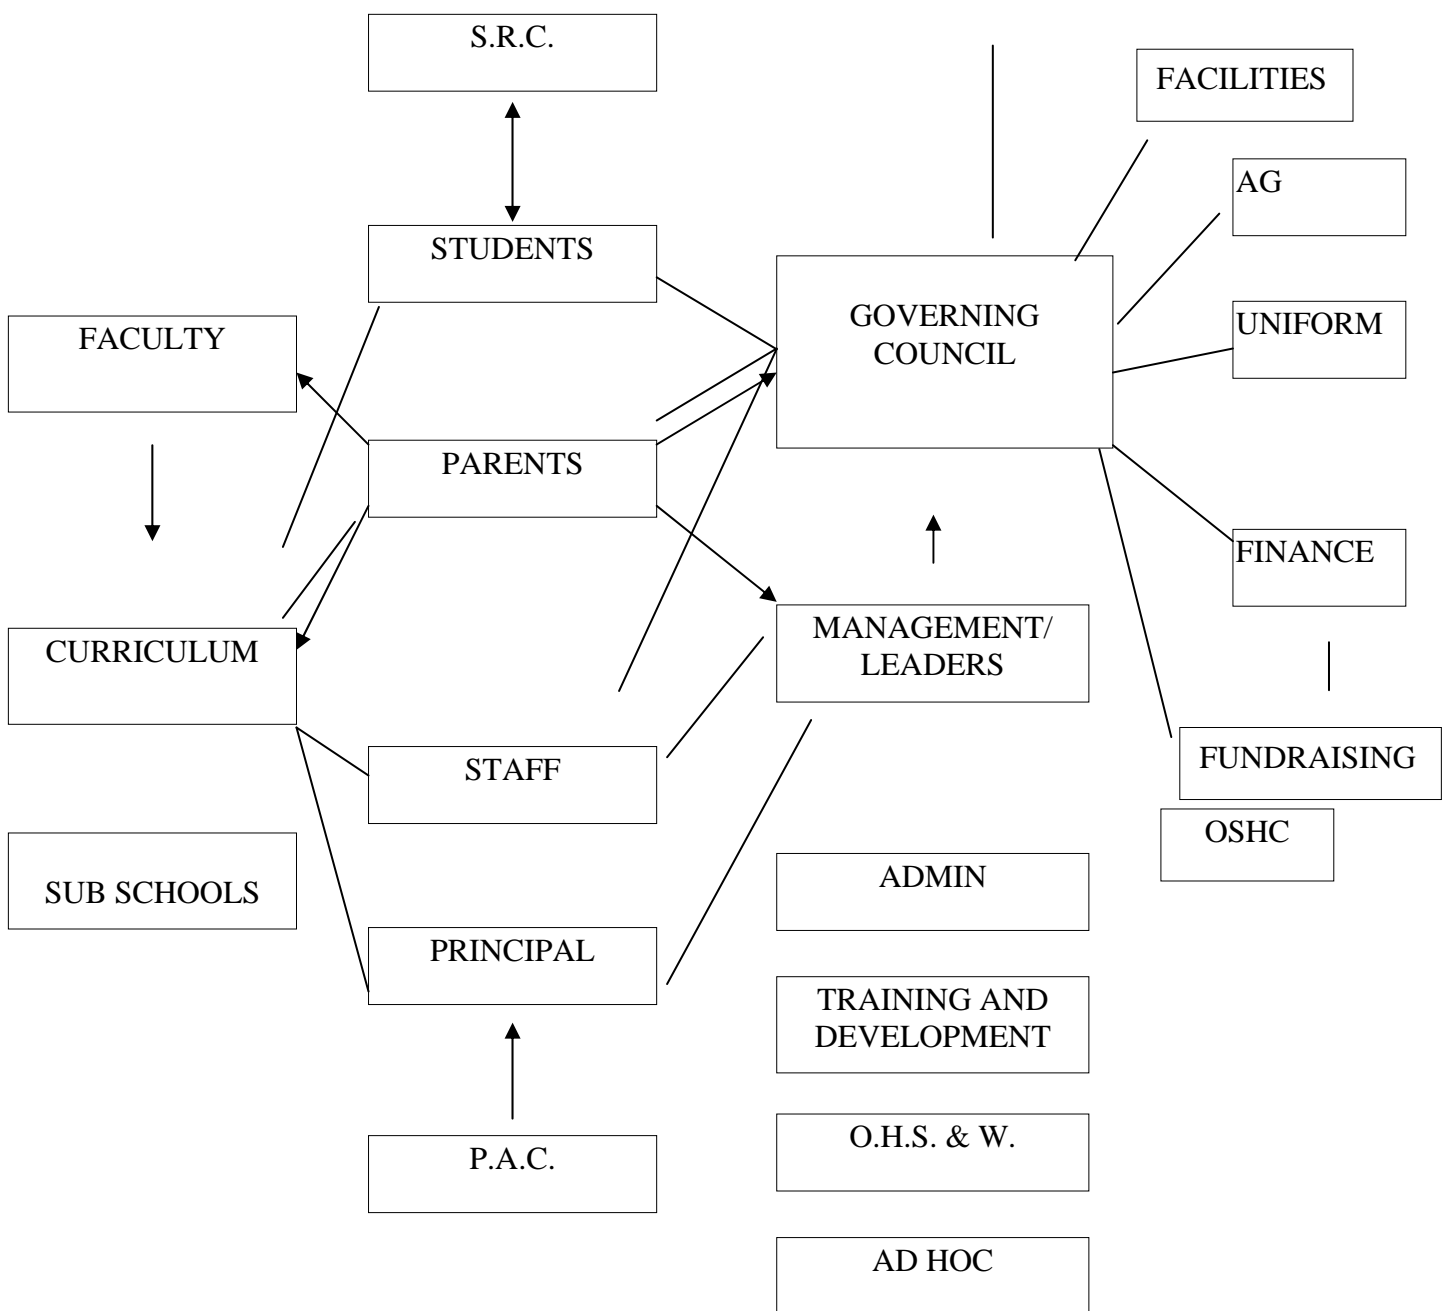 S.R.C.
FACILITIES
AG
STUDENTS
GOVERNING
COUNCIL
UNIFORM
FACULTY
PARENTS
FINANCE
CURRICULUM
MANAGEMENT/
LEADERS
STAFF
FUNDRAISING
OSHC
SUB SCHOOLS
ADMIN
PRINCIPAL
TRAINING AND
DEVELOPMENT
P.A.C.
O.H.S. & W.
AD HOC